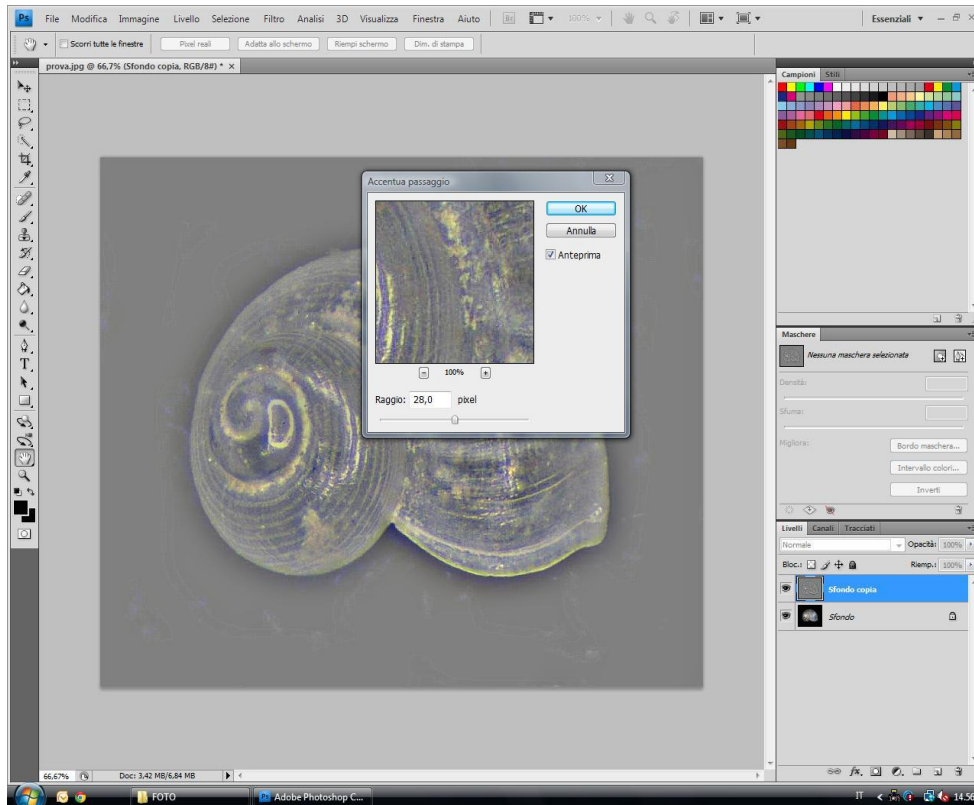 Ps File Modifica Immagine Livello Selezione Filtro Analisi 3D Visualizza Finestra Aiuto Br 100% Essenziali
Scorri tutte le finestre Pixel reali Adatta allo schermo Riempi schermo Dim. di stampa
prova.jpg @ 66,7% (Sfondo copia, RGB/8#) *
Campioni Stili
Accentua passaggio
OK
Annulla
Anteprima
100%
Raggio: 28,0 pixel
Maschere
Nessuna maschera selezionata
Densità:
Sfuma:
Migliora: Bordo maschera...
Intervallo colori...
Inverti
Livelli Canali Tracciati
Normale Opacità: 100%
Bloc.: Riemp.: 100%
Sfondo copia
Sfondo
66,67% Doc: 3,42 MB/6,84 MB
FOTO Ps Adobe Photoshop C... IT 14.56